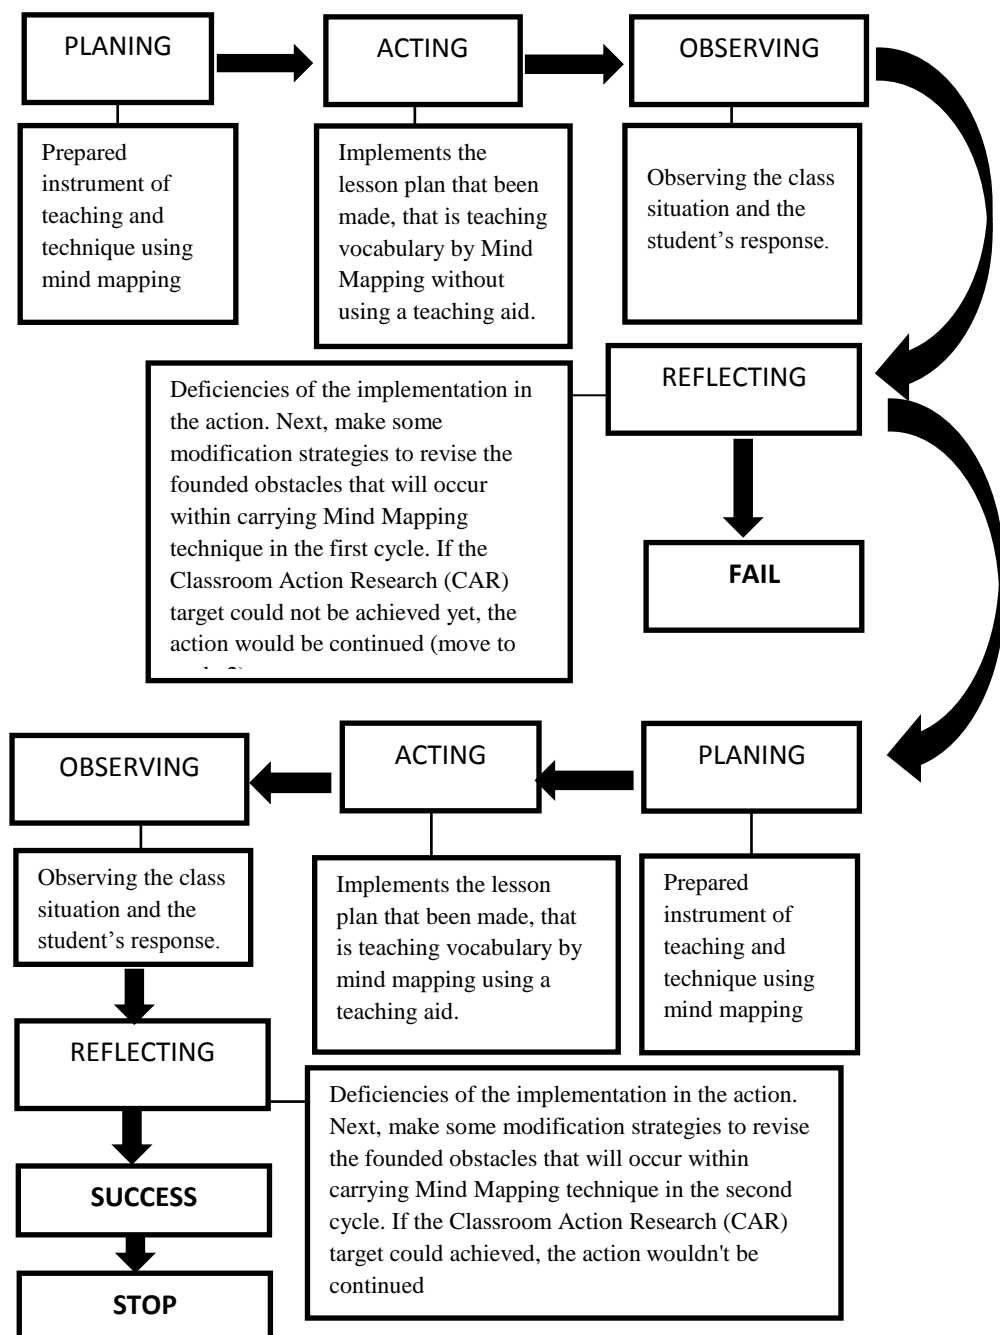 PLANING
ACTING
OBSERVING
Prepared
instrument of
teaching and
technique using
mind mapping
Implements the
lesson plan that been
made, that is teaching
vocabulary by Mind
Mapping without
using a teaching aid.
Observing the class
situation and the
student’s response.
REFLECTING
Deficiencies of the implementation in
the action. Next, make some
modification strategies to revise the
founded obstacles that will occur
within carrying Mind Mapping
technique in the first cycle. If the
Classroom Action Research (CAR)
target could not be achieved yet, the
action would be continued (move to
FAIL
PLANING
ACTING
OBSERVING
Prepared
instrument of
teaching and
technique using
mind mapping
Implements the lesson
plan that been made, that
is teaching vocabulary by
mind mapping using a
teaching aid.
Observing the class
situation and the
student’s response.
REFLECTING
Deficiencies of the implementation in the action.
Next, make some modification strategies to revise
the founded obstacles that will occur within
carrying Mind Mapping technique in the second
cycle. If the Classroom Action Research (CAR)
target could achieved, the action wouldn't be
continued
SUCCESS
STOP